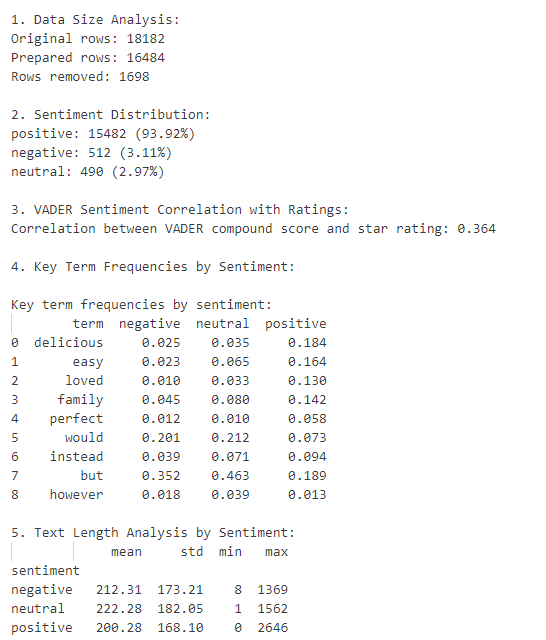 1. Data Size Analysis:
Original rows: 18182
Prepared rows: 16484
Rows removed: 1698
2. Sentiment Distribution:
positive: 15482 (93.92%)
negative: 512 (3.11%)
neutral: 490 (2.97%)
3. VADER Sentiment Correlation with Ratings:
Correlation between VADER compound score and star rating: 0.364
4. Key Term Frequencies by Sentiment:
Key term frequencies by sentiment:
term negative neutral positive
0 delicious 0.025 0.035 0.184
1 easy 0.023 0.065 0.164
2 loved 0.010 0.033 0.130
3 family 0.045 0.080 0.142
4 perfect 0.012 0.010 0.058
5 would 0.201 0.212 0.073
6 instead 0.039 0.071 0.094
7 but 0.352 0.463 0.189
8 however 0.018 0.039 0.013
5. Text Length Analysis by Sentiment:
mean std min max
sentiment
negative 212.31 173.21 8 1369
neutral 222.28 182.05 1 1562
positive 200.28 168.10 0 2646